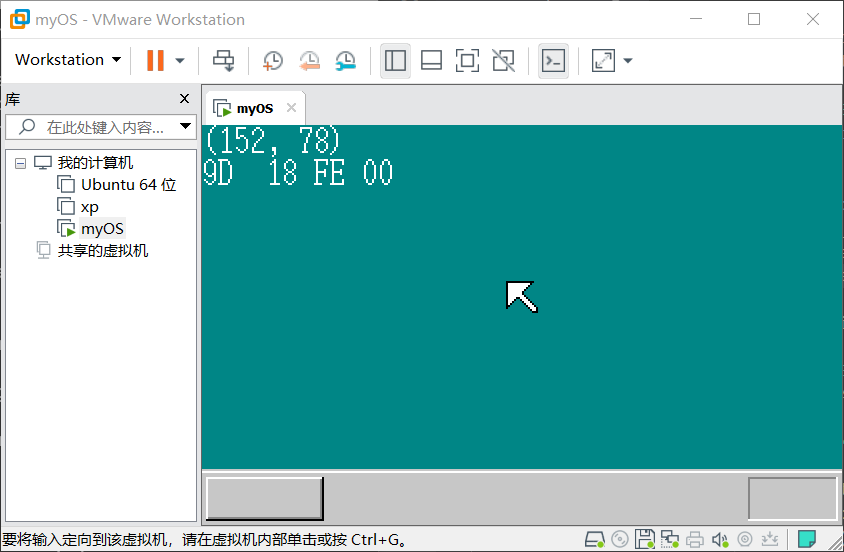 myOS - VMware Workstation
Workstation
库
myOS
在此处键入内容...
我的计算机
Ubuntu 64 位
xp
myOS
共享的虚拟机
(152, 78)
9D 18 FE 00
要将输入定向到该虚拟机，请在虚拟机内部单击或按 Ctrl+G。